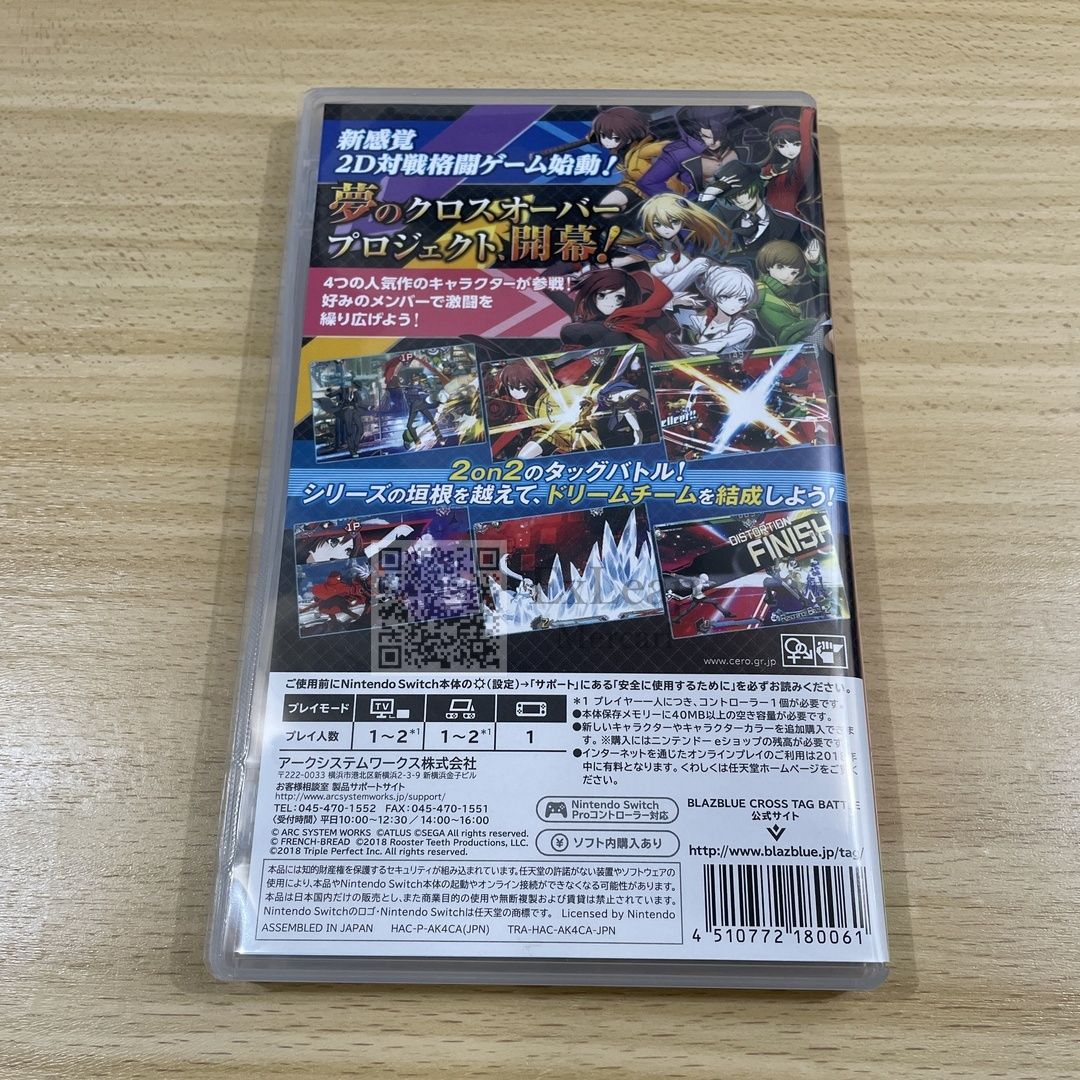 新感覚
2D対戦格闘ゲーム始動！
夢のクロスオーバー
プロジェクト、開幕！
4つの人気作のキャラクターが参戦！
好みのメンバーで激闘を
繰り広げよう！
1P
2on2のタッグバトル！
シリーズの垣根を越えて、ドリームチームを結成しよう！
1P
DISTORTION
FINISH
www.cero.gr.jp
ご使用前にNintendo Switch本体の(設定)→「サポート」にある「安全に使用するために」を必ずお読みください。
プレイモード TV
プレイ人数 1～2*1 1～2*1 1
*1 プレイヤー一人につき、コントローラー1個が必要です。
●本体保存メモリーに40MB以上の空き容量が必要です。
●新しいキャラクターやキャラクターカラーを追加購入できま
す。※購入にはニンテンドーeショップの残高が必要です
●インターネットを通じたオンラインプレイのご利用は2018年
中に有料となります。くわしくは任天堂ホームページをご覧く
ださい。
アークシステムワークス株式会社
〒222-0033 横浜市港北区新横浜2-3-9 新横浜金子ビル
お客様相談室 製品サポートサイト
http://www.arcsystemworks.jp/support/
TEL:045-470-1552 FAX:045-470-1551
〈受付時間〉平日10:00～12:30／14:00～16:00
© ARC SYSTEM WORKS ©ATLUS ©SEGA All rights reserved.
© FRENCH-BREAD ©2018 Rooster Teeth Productions, LLC.
©2018 Triple Perfect Inc. All rights reserved.
Nintendo Switch
Proコントローラー対応
ソフト内購入あり
BLAZBLUE CROSS TAG BATTLE
公式サイト
http://www.blazblue.jp/tag/
本品には知的財産権を保護するセキュリティが組み込まれています。任天堂の許諾がない装置やソフトウェアの
使用により、本品やNintendo Switch本体の起動やオンライン接続ができなくなる可能性があります。
本品は日本国内だけの販売とし、また商業目的の使用や無断複製および賃貸は禁止されています。
Nintendo Switchのロゴ・Nintendo Switchは任天堂の商標です。 Licensed by Nintendo
ASSEMBLED IN JAPAN HAC-P-AK4CA(JPN) TRA-HAC-AK4CA-JPN
4 510772 180061